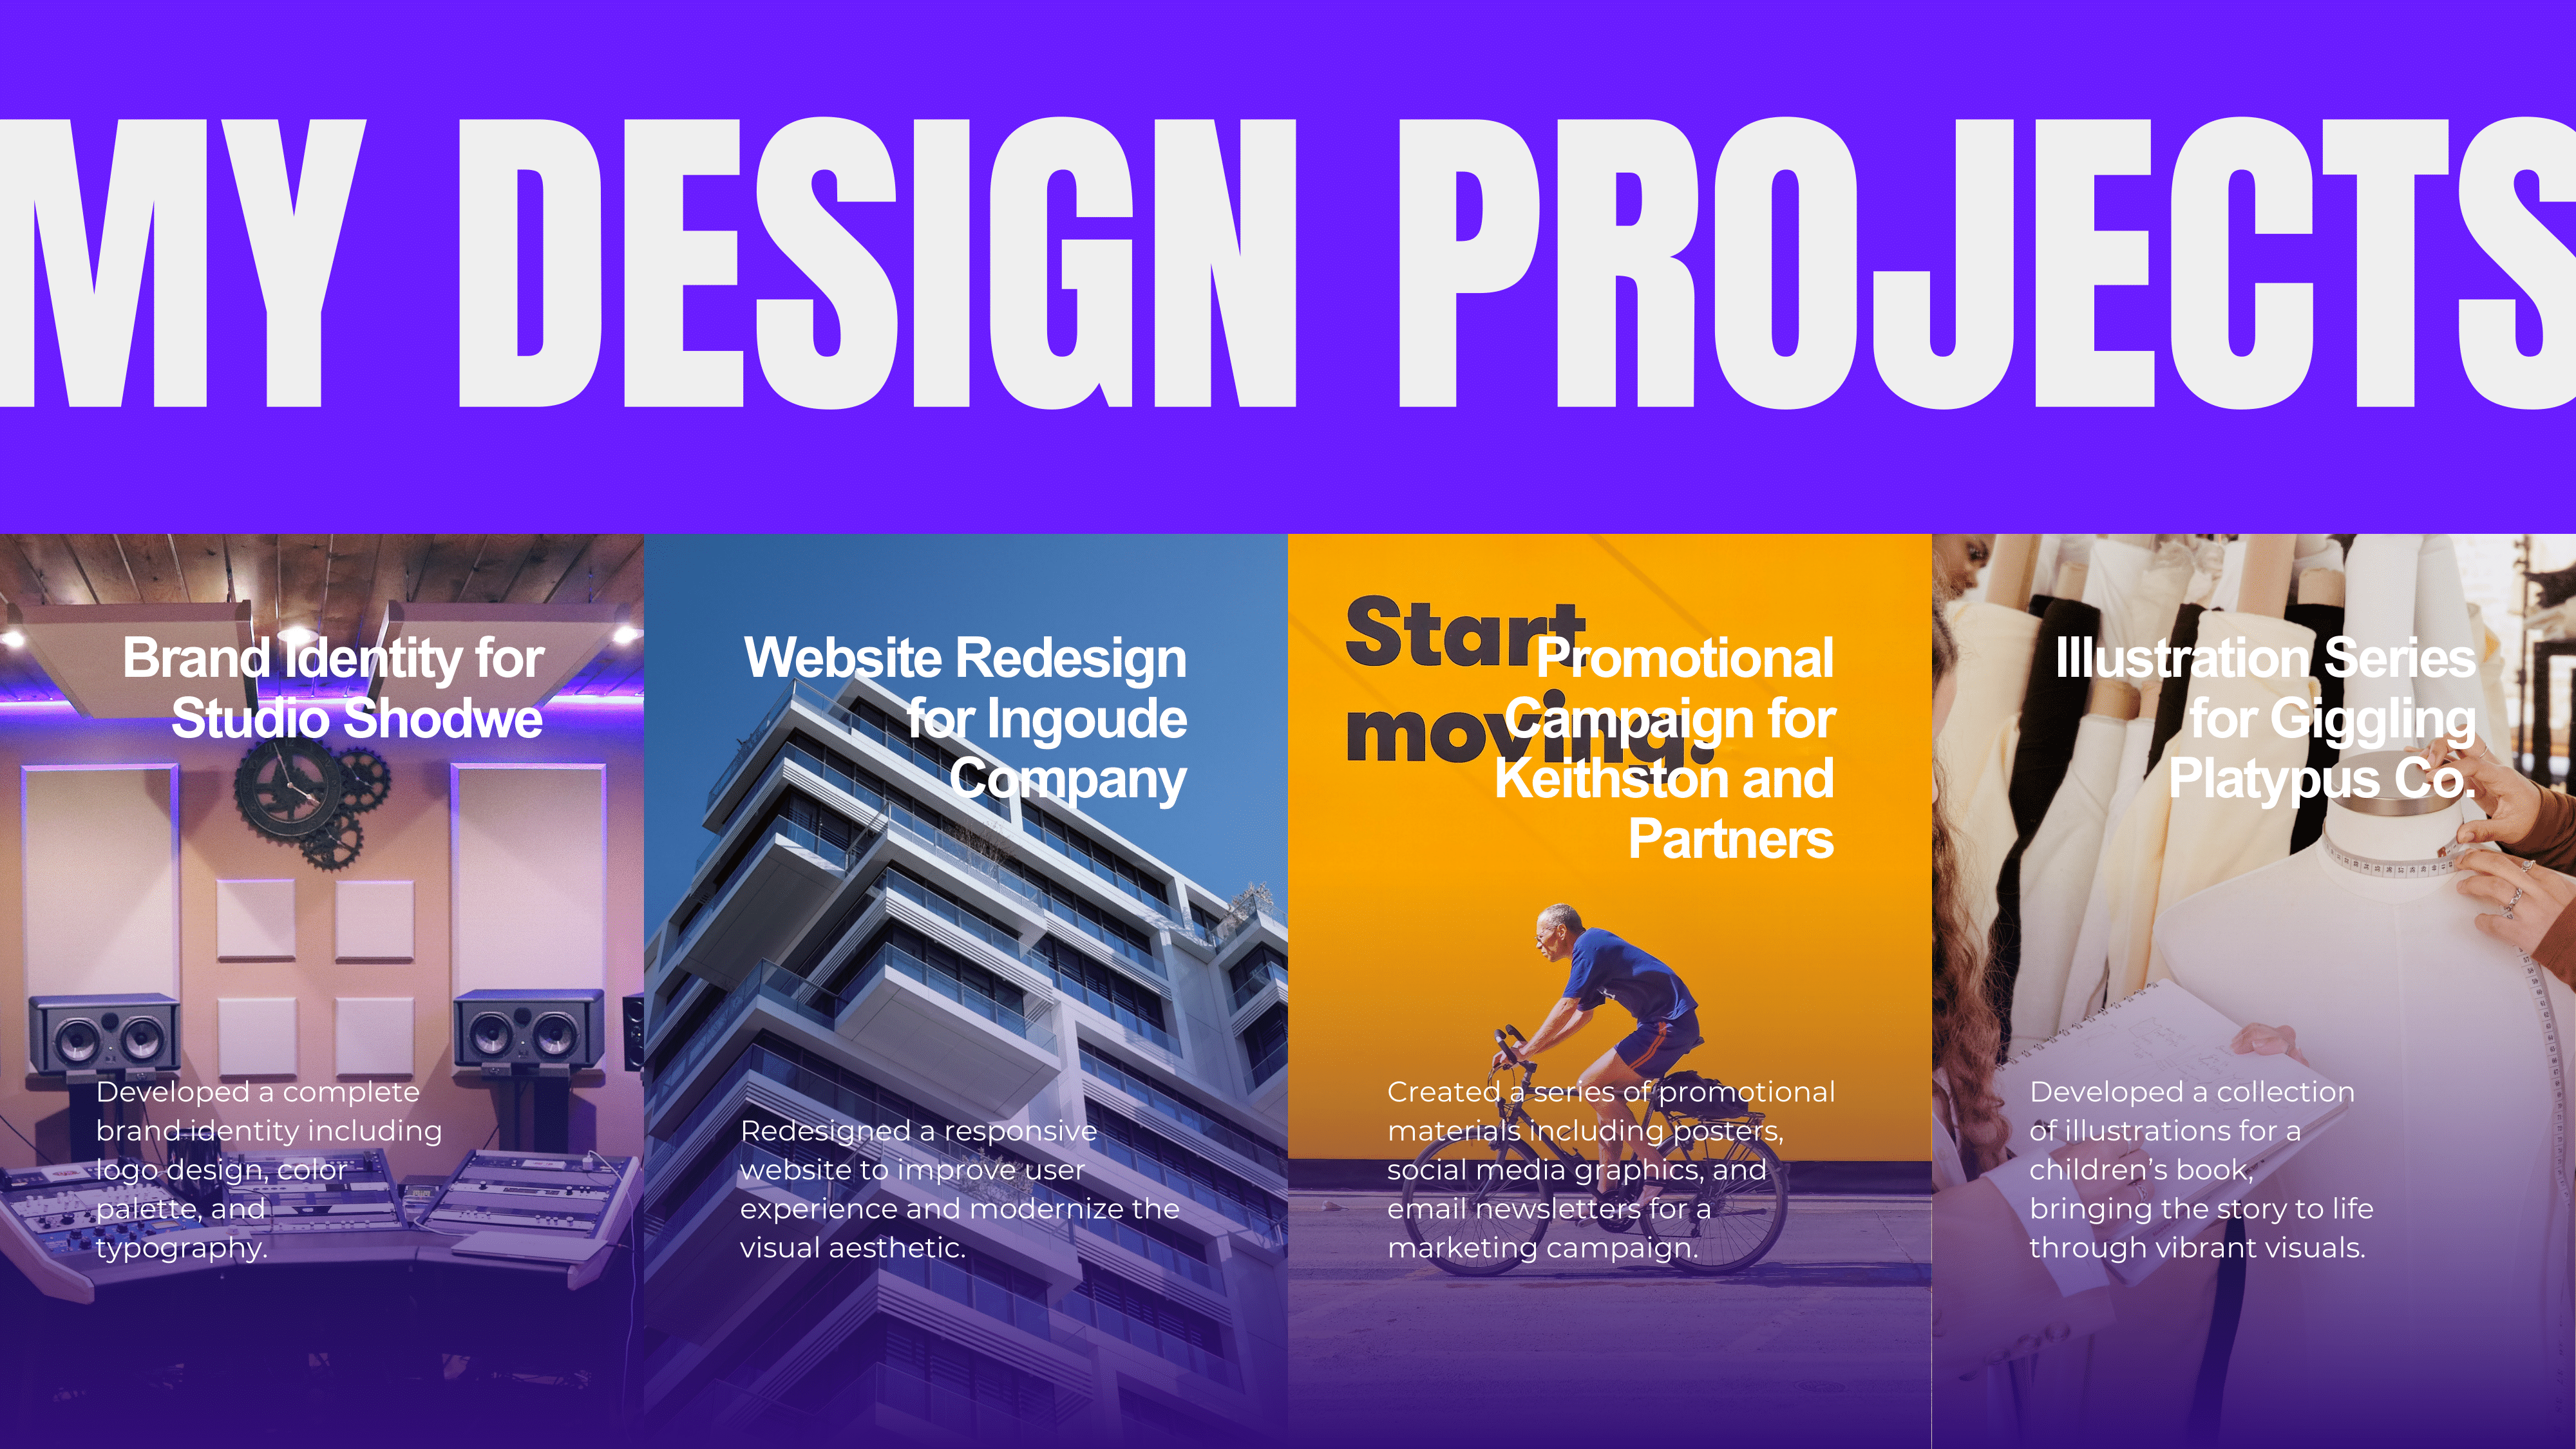 MY DESIGN PROJECTS
Brand Identity for
Studio Shodwe
Developed a complete
brand identity including
logo design, color
palette, and
typography.
Website Redesign
for Ingoude
Company
Redesigned a responsive
website to improve user
experience and modernize the
visual aesthetic.
Start
moving.
Promotional
Campaign for
Keithston and
Partners
Created a series of promotional
materials including posters,
social media graphics, and
email newsletters for a
marketing campaign.
Illustration Series
for Giggling
Platypus Co.
Developed a collection
of illustrations for a
children’s book,
bringing the story to life
through vibrant visuals.